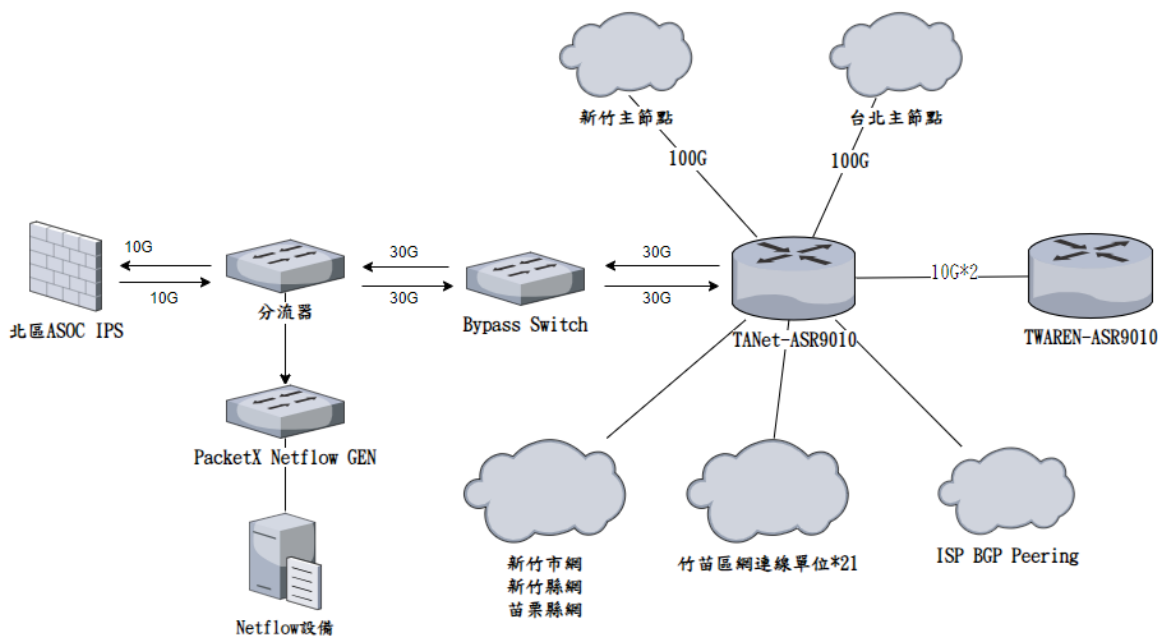 新竹主節點
台北主節點
100G
100G
10G
10G
北區ASOC IPS
分流器
30G
30G
Bypass Switch
30G
30G
TANet-ASR9010
10G*2
TWAREN-ASR9010
PacketX Netflow GEN
Netflow設備
新竹市網
新竹縣網
苗栗縣網
竹苗區網連線單位*21
ISP BGP Peering